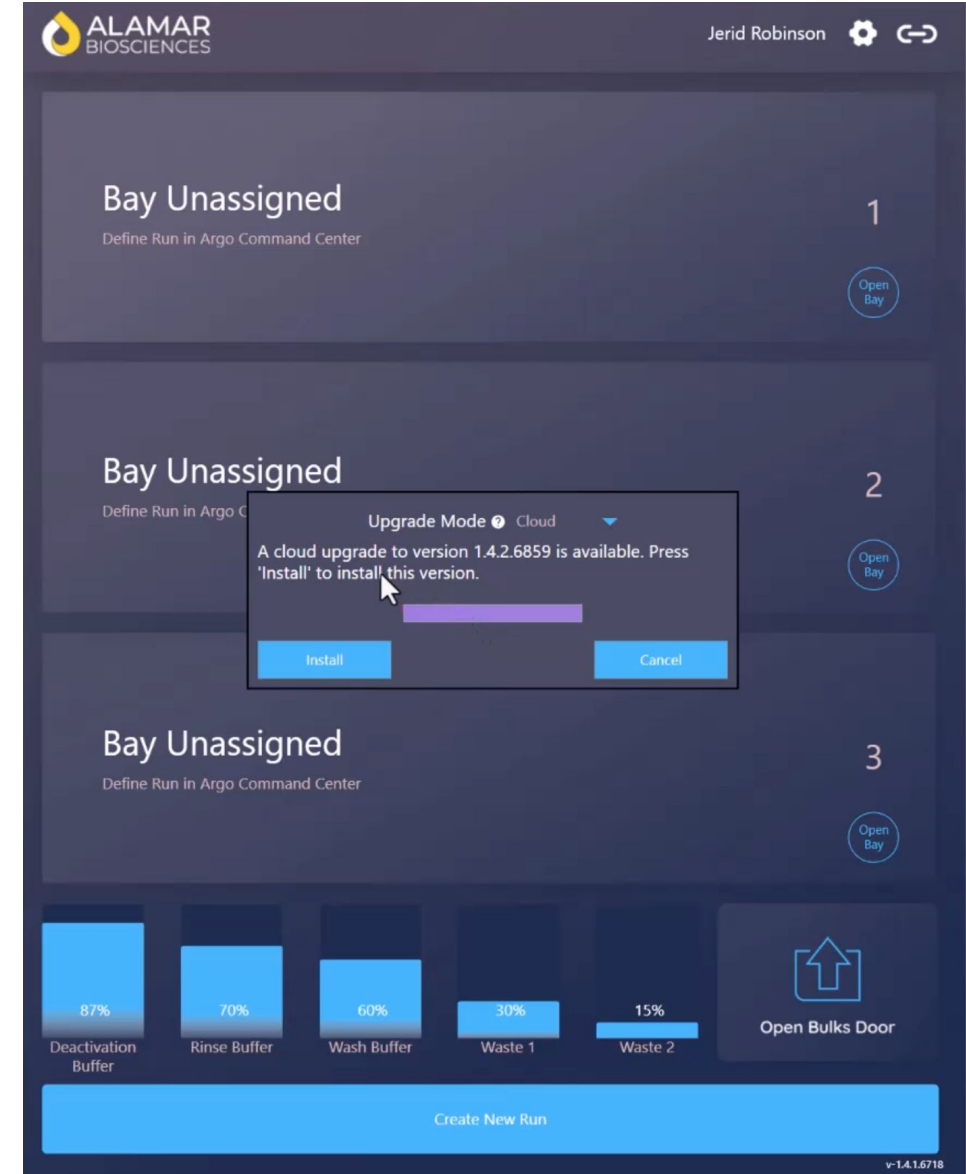 ALAMAR
BIOSCIENCES
Jerid Robinson
Bay Unassigned
Define Run in Argo Command Center
1
Open
Bay
Bay Unassigned
Define Run in Argo C
2
Open
Bay
Upgrade Mode ? Cloud
A cloud upgrade to version 1.4.2.6859 is available. Press
'Install' to install this version.
Install
Cancel
Bay Unassigned
Define Run in Argo Command Center
3
Open
Bay
87%
70%
60%
30%
15%
Deactivation
Buffer
Rinse Buffer
Wash Buffer
Waste 1
Waste 2
Open Bulks Door
Create New Run
v-1.4.1.6718